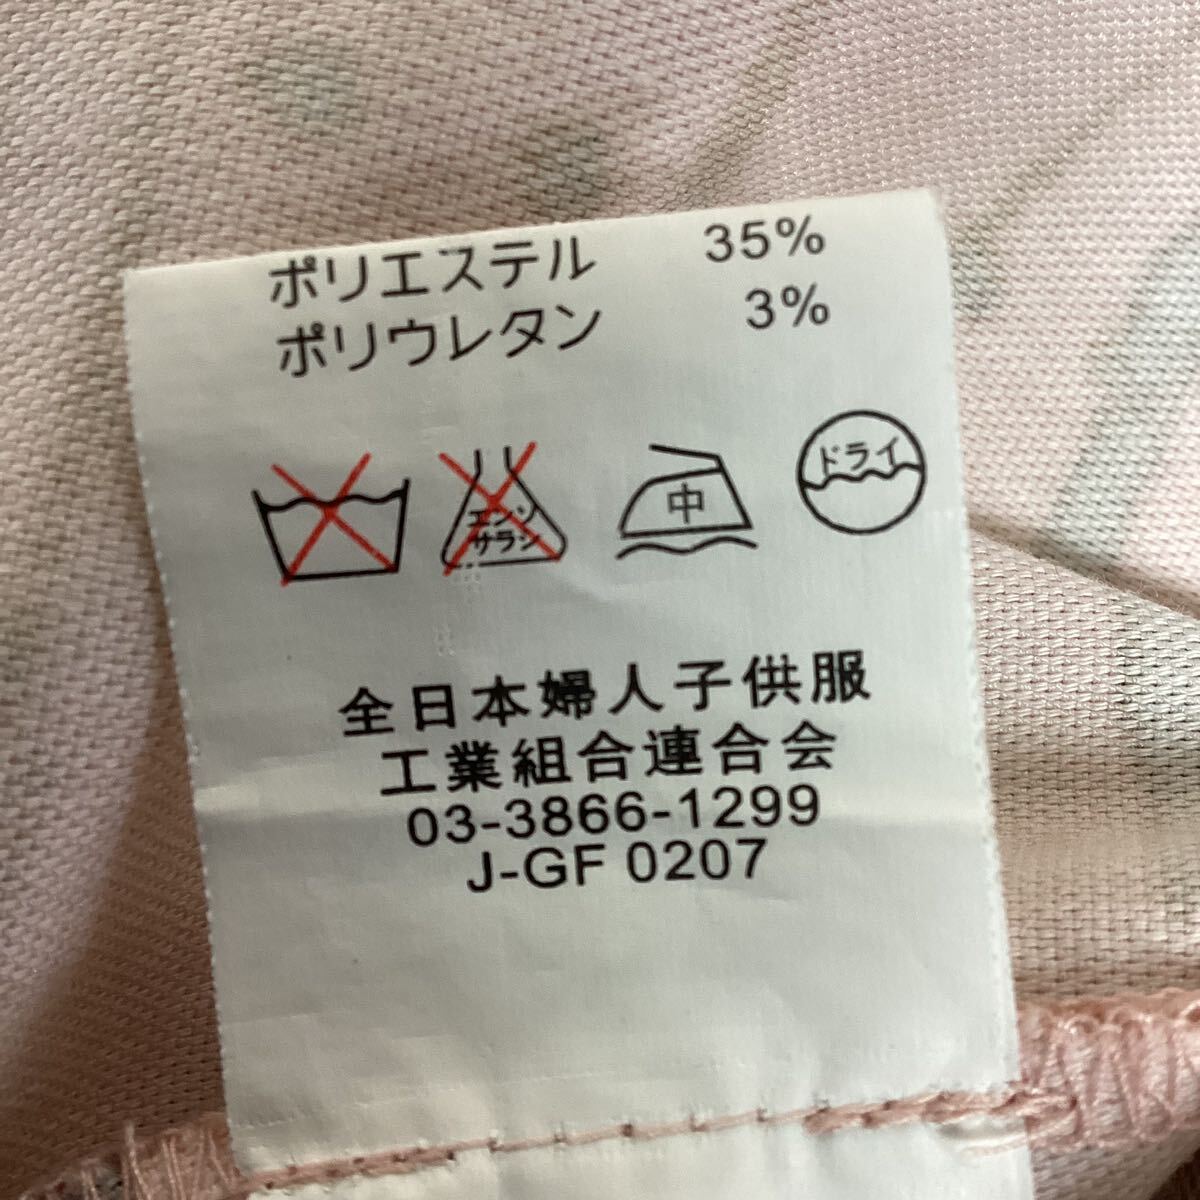 ポリエステル 35%
ポリウレタン 3%
エンソ
サラシ
中
ドライ
全日本婦人子供服
工業組合連合会
03-3866-1299
J-GF 0207